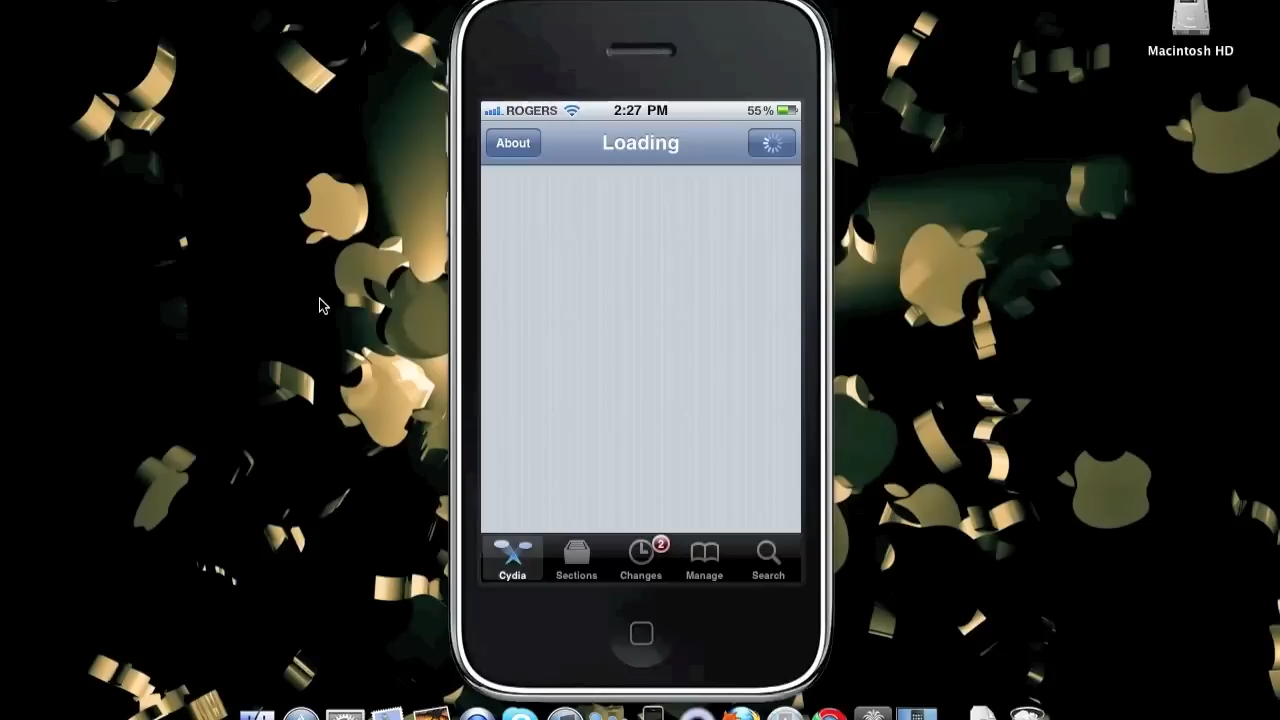 Macintosh HD
ROGERS 2:27 PM 55%
About Loading
2
Cydia Sections Changes Manage Search